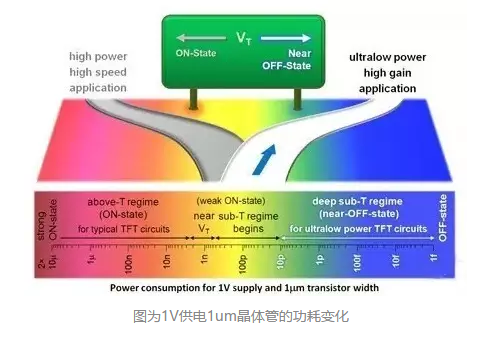 high power
high speed
application
V_T
ON-State
Near
OFF-State
ultralow power
high gain
application
strong
ON-state
above-T regime
(ON-state)
for typical TFT circuits
(weak ON-state)
near sub-T regime
V_T begins
deep sub-T regime
(near-OFF-state)
for ultralow power TFT circuits
OFF-state
2× 10μ 1μ 100n 10n 1n 100p 10p 1p 100f 10f 1f
Power consumption for 1V supply and 1μm transistor width
图为1V供电1um晶体管的功耗变化